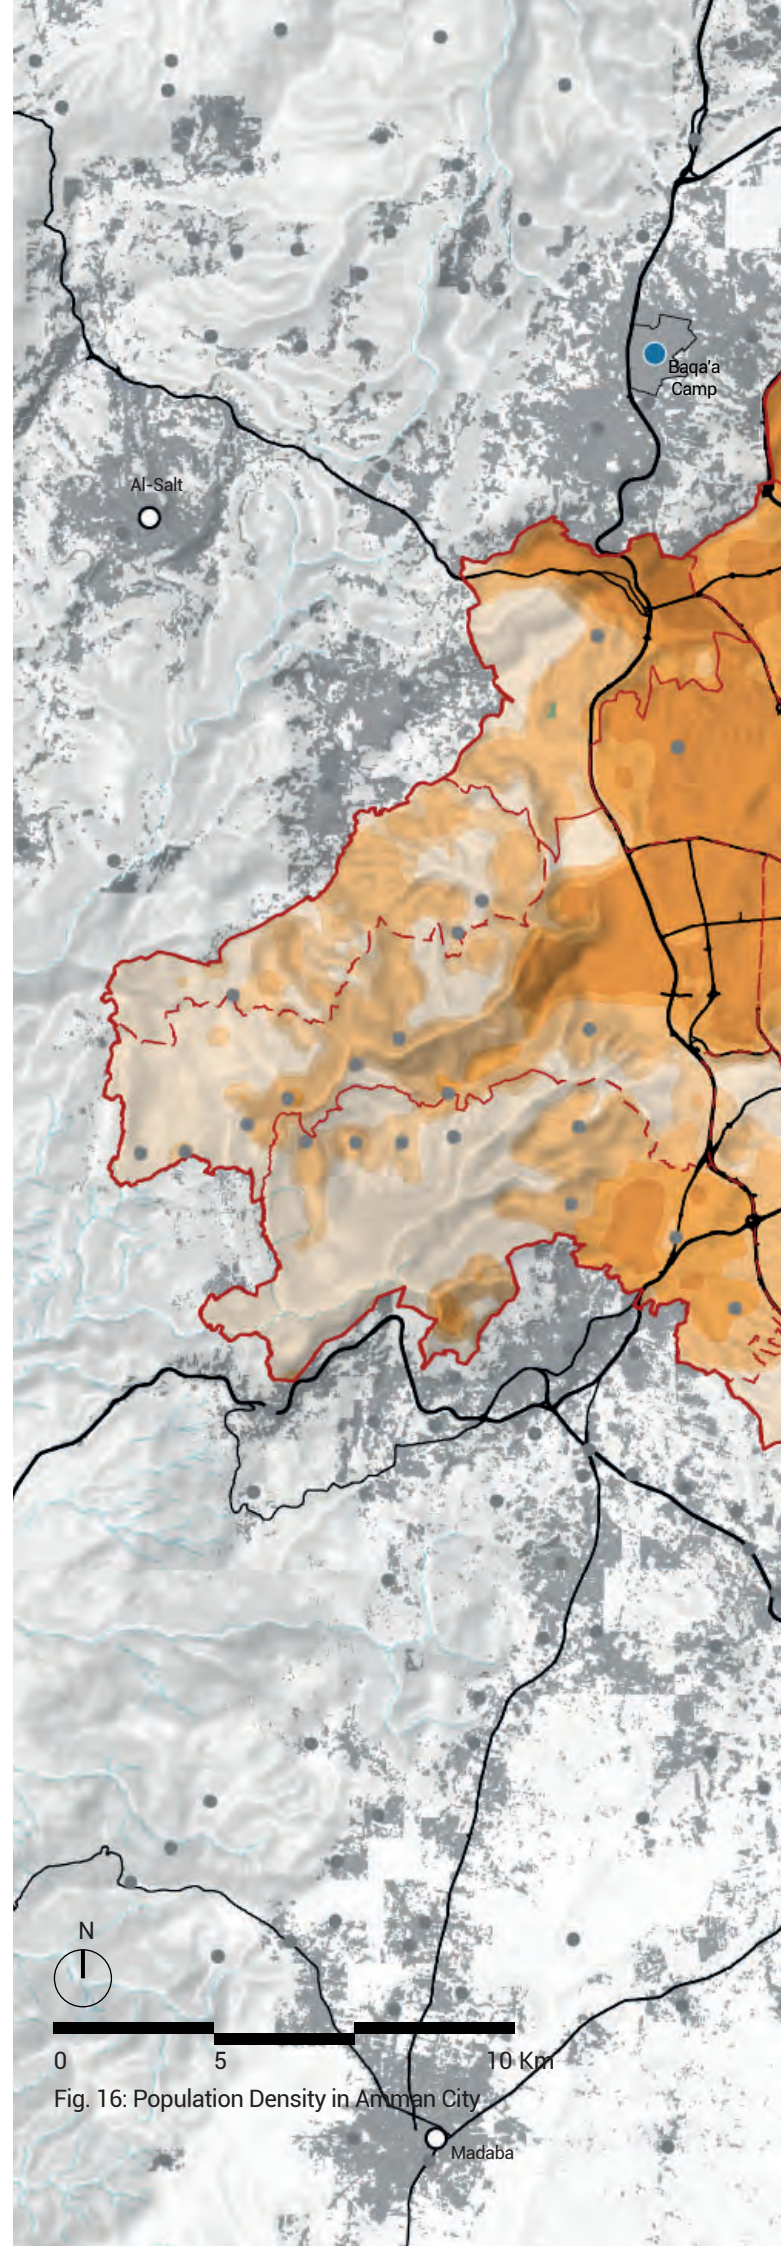 Baqa'a
Camp
Al-Salt
N
0 5 10 Km
Fig. 16: Population Density in Amman City
Madaba